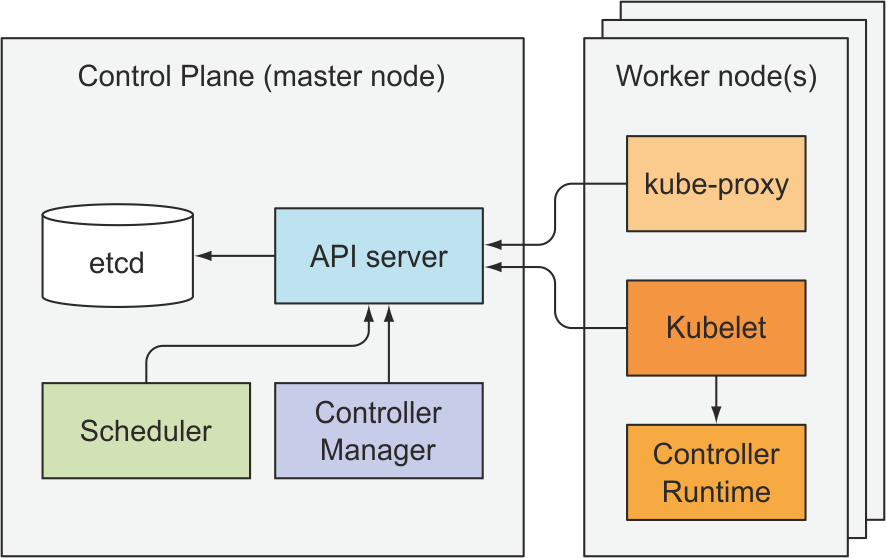 Control Plane (master node)
etcd
API server
Scheduler
Controller
Manager
Worker node(s)
kube-proxy
Kubelet
Controller
Runtime